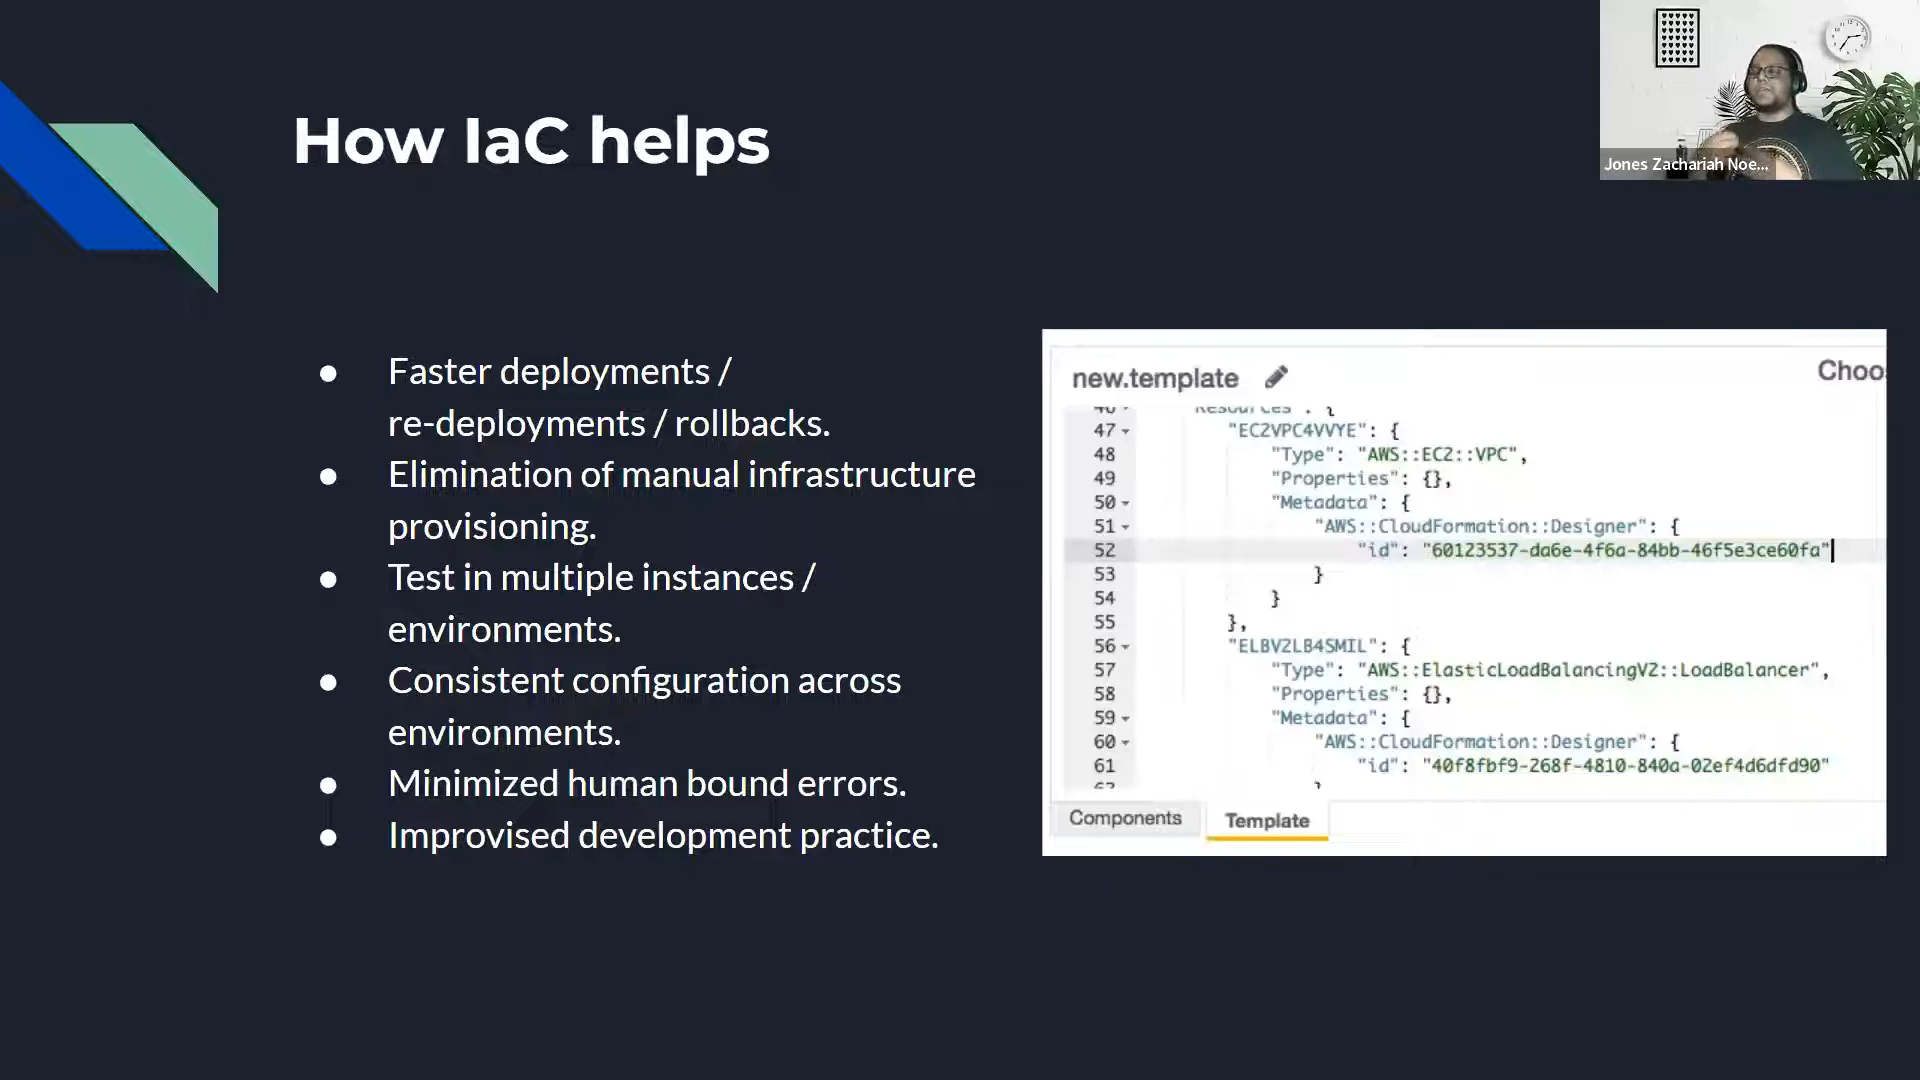 How IaC helps
Jones Zachariah Noe...
● Faster deployments /
re-deployments / rollbacks.
● Elimination of manual infrastructure
provisioning.
● Test in multiple instances /
environments.
● Consistent configuration across
environments.
● Minimized human bound errors.
● Improvised development practice.
new.template
Choo
46 Resources": {
47 "EC2VPC4VVYE": {
48 "Type": "AWS::EC2::VPC",
49 "Properties": {},
50 "Metadata": {
51 "AWS::CloudFormation::Designer": {
52 "id": "60123537-da6e-4f6a-84bb-46f5e3ce60fa"
53 }
54 }
55 },
56 "ELBV2LB4SMIL": {
57 "Type": "AWS::ElasticLoadBalancingV2::LoadBalancer",
58 "Properties": {},
59 "Metadata": {
60 "AWS::CloudFormation::Designer": {
61 "id": "40f8fbf9-268f-4810-840a-02ef4d6dfd90"
62 }
Components
Template